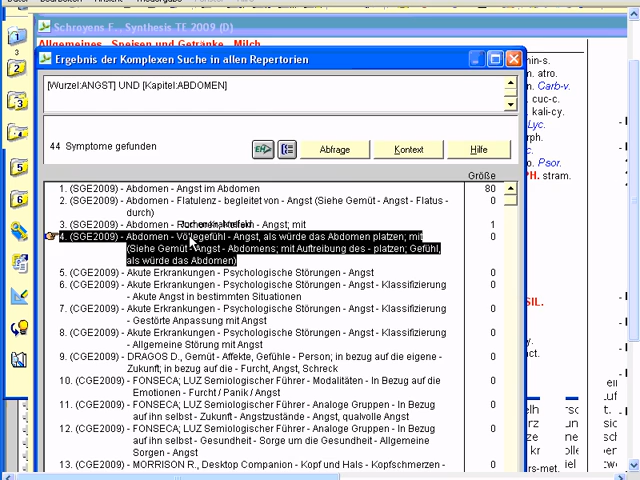 Schroyens F., Synthesis TE 2009 (D)
Allgemeines Speisen und Getränke Milch
Ergebnis der Komplexen Suche in allen Repertorien
[Wurzel:ANGST] UND [Kapitel:ABDOMEN]
44 Symptome gefunden
Abfrage
Kontext
Hilfe
Größe
1. (SGE2009) - Abdomen - Angst im Abdomen 80
2. (SGE2009) - Abdomen - Flatulenz - begleitet von - Angst (Siehe Gemüt - Angst - Flatus - 0
durch)
3. (SGE2009) - Abdomen - Angst; mit 1
4. (SGE2009) - Abdomen - Völlegefühl - Angst, als würde das Abdomen platzen; mit 0
(Siehe Gemüt - Angst - Abdomens; mit Auftreibung des - platzen; Gefühl,
als würde das Abdomen)
5. (CGE2009) - Akute Erkrankungen - Psychologische Störungen - Angst 0
6. (CGE2009) - Akute Erkrankungen - Psychologische Störungen - Angst - Klassifizierung 0
- Akute Angst in bestimmten Situationen
7. (CGE2009) - Akute Erkrankungen - Psychologische Störungen - Angst - Klassifizierung 0
- Gestörte Anpassung mit Angst
8. (CGE2009) - Akute Erkrankungen - Psychologische Störungen - Angst - Klassifizierung 0
- Allgemeine Störung mit Angst
9. (CGE2009) - DRAGOS D., Gemüt - Affekte, Gefühle - Person; in bezug auf die eigene - 0
Zukunft; in bezug auf die - Furcht, Angst, Schreck
10. (CGE2009) - FONSECA; LUZ Semiologischer Führer - Modalitäten - In Bezug auf die 0
Emotionen - Furcht / Panik / Angst
11. (CGE2009) - FONSECA; LUZ Semiologischer Führer - Analoge Gruppen - In Bezug 0
auf ihn selbst - Zukunft - Angstzustände - Angst, qualvolle Angst
12. (CGE2009) - FONSECA; LUZ Semiologischer Führer - Analoge Gruppen - In Bezug 0
auf ihn selbst - Gesundheit - Sorge um die Gesundheit - Allgemeine
Sorgen - Angst
13. (CGE2009) - MORRISON R., Desktop Companion - Kopf und Hals - Kopfschmerzen - 0
1
3
2
3
4
5
6
atro.
Carb-v.
cuc-c.
kali-cy.
Lyc.
Psor.
stram.